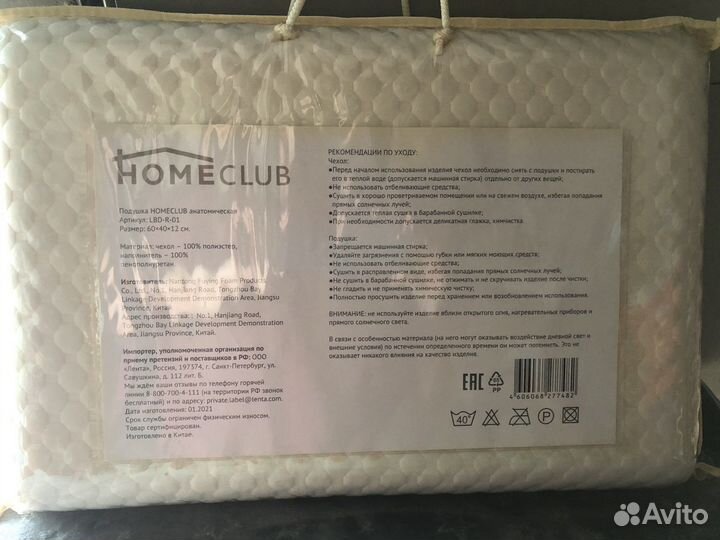 HOMECLUB
Подушка HOMECLUB анатомическая
Артикул: LBD-R-01
Размер: 60×40×12 см.
Материал: чехол – 100% полиэстер,
наполнитель – 100%
пенополиуретан.
Изготовитель: Nantong Fuying Foam Products
Co., Ltd., No.1, Hanjiang Road, Tongzhou Bay
Linkage Development Demonstration Area, Jiangsu
Province, Китай.
Адрес производства: : No.1, Hanjiang Road,
Tongzhou Bay Linkage Development Demonstration
Area, Jiangsu Province, Китай.
Импортер, уполномоченная организация по
приему претензий и поставщиков в РФ: ООО
«Лента», Россия, 197374, г. Санкт-Петербург, ул.
Савушкина, д. 112 лит. Б.
Мы ждём ваши отзывы по телефону горячей
линии 8-800-700-4-111 (на территории РФ звонок
бесплатный) и по адресу private.label@lenta.com.
Дата изготовления: 01.2021
Срок службы ограничен физическим износом.
Товар сертифицирован.
Изготовлено в Китае.
РЕКОМЕНДАЦИИ ПО УХОДУ:
Чехол:
•Перед началом использования изделия чехол необходимо снять с подушки и постирать
его в теплой воде (допускается машинная стирка) отдельно от других вещей;
•Не использовать отбеливающие средства;
•Сушить в хорошо проветриваемом помещении или на свежем воздухе, избегая попадания
прямых солнечных лучей;
•Допускается теплая сушка в барабанной сушилке;
•При необходимости допускается деликатная глажка, химчистка.
Подушка:
•Запрещается машинная стирка;
•Удаляйте загрязнения с помощью губки или мягких моющих средств;
•Не использовать отбеливающие средства;
•Сушить в расправленном виде, избегая попадания прямых солнечных лучей;
•Не сушить в барабанной сушилке, не отжимать и не скручивать изделие после чистки;
•Не гладить и не применять химическую чистку;
•Полностью просушить изделие перед хранением или возобновлением использования.
ВНИМАНИЕ: не используйте изделие вблизи открытого огня, нагревательных приборов и
прямого солнечного света.
В связи с особенностью материала (на него могут оказывать воздействие дневной свет и
внешние условия) по истечении определенного времени он может потемнеть. Это не
оказывает никакого влияния на качество изделия.
EAC
PP
4 606068 277482
40°
P
Avito